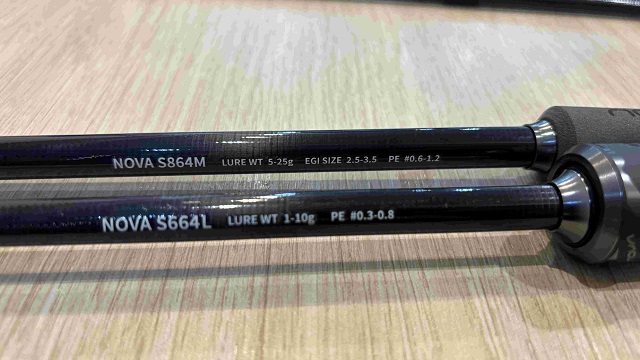 NOVA S864M LURE WT 5-25g EGI SIZE 2.5-3.5 PE #0.6-1.2
NOVA S664L LURE WT 1-10g PE #0.3-0.8